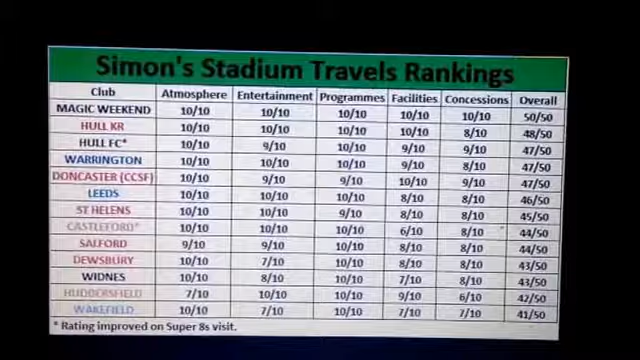 Simon's Stadium Travels Rankings
Club Atmosphere Entertainment Programmes Facilities Concessions Overall
MAGIC WEEKEND 10/10 10/10 10/10 10/10 10/10 50/50
HULL KR 10/10 10/10 10/10 10/10 8/10 48/50
HULL FC* 10/10 9/10 10/10 9/10 9/10 47/50
WARRINGTON 10/10 10/10 10/10 9/10 8/10 47/50
DONCASTER (CCSF) 10/10 9/10 9/10 10/10 9/10 47/50
LEEDS 10/10 10/10 10/10 8/10 8/10 46/50
ST HELENS 10/10 10/10 9/10 8/10 8/10 45/50
CASTLEFORD* 10/10 10/10 10/10 6/10 8/10 44/50
SALFORD 9/10 9/10 10/10 8/10 8/10 44/50
DEWSBURY 10/10 7/10 10/10 8/10 8/10 43/50
WIDNES 10/10 8/10 10/10 7/10 8/10 43/50
HUDDERSFIELD 7/10 10/10 10/10 9/10 6/10 42/50
WAKEFIELD 10/10 7/10 10/10 7/10 7/10 41/50
* Rating improved on Super 8s visit.